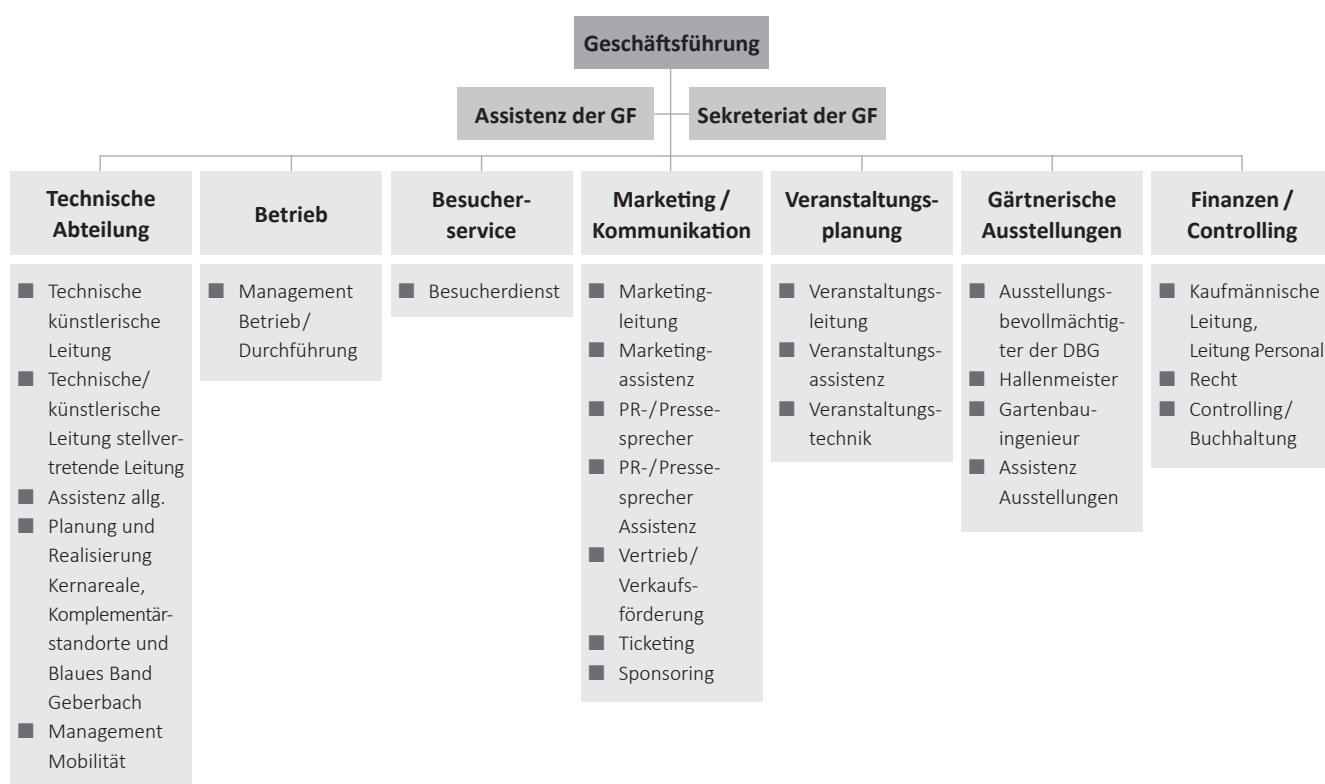 Geschäftsführung
Assistenz der GF
Sekreteriat der GF
Technische
Abteilung
Betrieb
Besucher-
service
Marketing /
Kommunikation
Veranstaltungs-
planung
Gärtnerische
Ausstellungen
Finanzen /
Controlling
■ Technische
künstlerische
Leitung
■ Technische/
künstlerische
Leitung stellver-
tretende Leitung
■ Assistenz allg.
■ Planung und
Realisierung
Kernareale,
Komplementär-
standorte und
Blaues Band
Geberbach
■ Management
Mobilität
■ Management
Betrieb/
Durchführung
■ Besucherdienst
■ Marketing-
leitung
■ Marketing-
assistenz
■ PR-/Presse-
sprecher
■ PR-/Presse-
sprecher
Assistenz
■ Vertrieb/
Verkaufs-
förderung
■ Ticketing
■ Sponsoring
■ Veranstaltungs-
leitung
■ Veranstaltungs-
assistenz
■ Veranstaltungs-
technik
■ Ausstellungs-
bevollmächtig-
ter der DBG
■ Hallenmeister
■ Gartenbau-
ingenieur
■ Assistenz
Ausstellungen
■ Kaufmännische
Leitung,
Leitung Personal
■ Recht
■ Controlling/
Buchhaltung